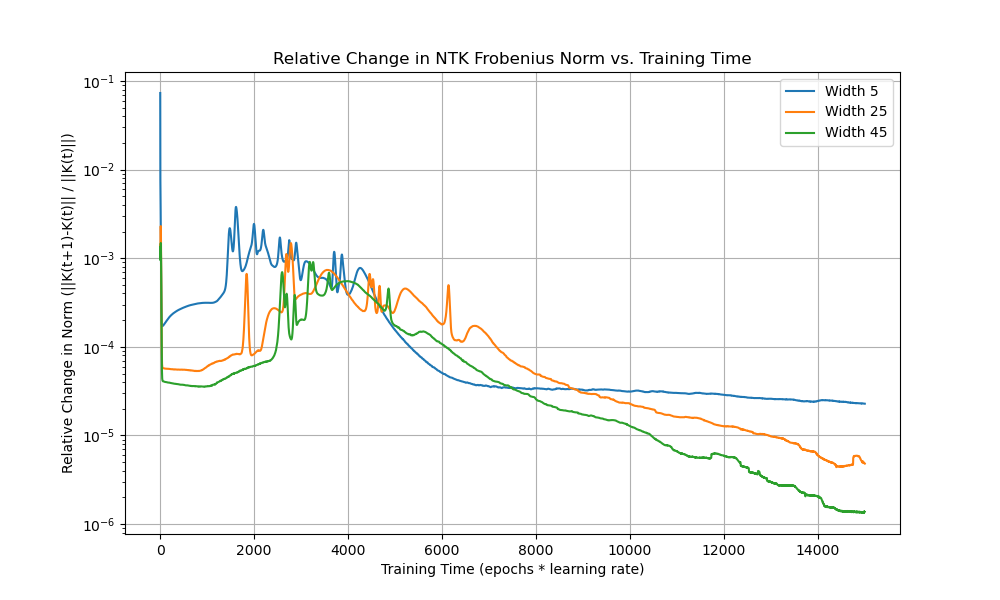 Relative Change in NTK Frobenius Norm vs. Training Time
Relative Change in Norm (||K(t+1)-K(t)|| / ||K(t)||)
10⁻¹
10⁻²
10⁻³
10⁻⁴
10⁻⁵
10⁻⁶
Width 5
Width 25
Width 45
0 2000 4000 6000 8000 10000 12000 14000
Training Time (epochs * learning rate)